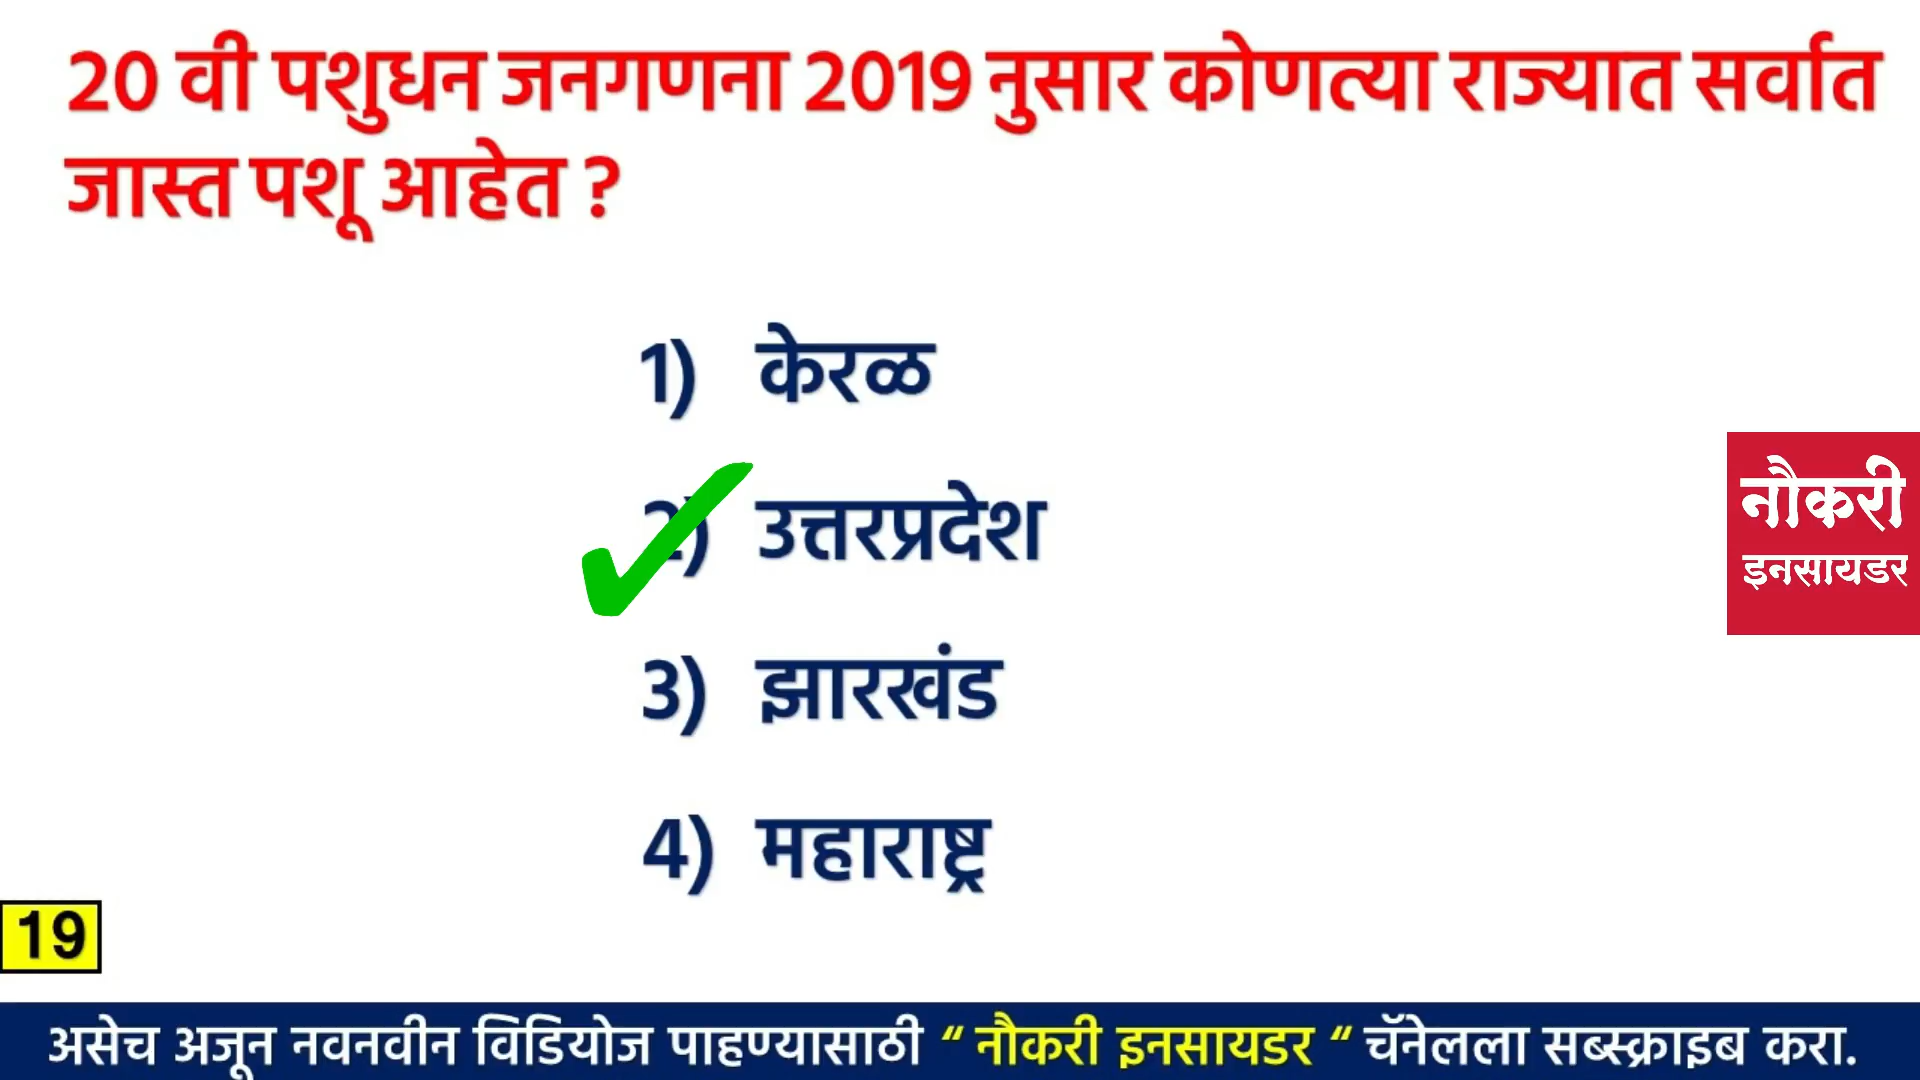 20 वी पशुधन जनगणना 2019 नुसार कोणत्या राज्यात सर्वात
जास्त पशू आहेत ?
1) केरळ
2) उत्तरप्रदेश
नौकरी
इनसायडर
3) झारखंड
4) महाराष्ट्र
19
असेच अजून नवनवीन विडियोज पाहण्यासाठी “ नौकरी इनसायडर “ चॅनेलला सब्स्क्राइब करा.